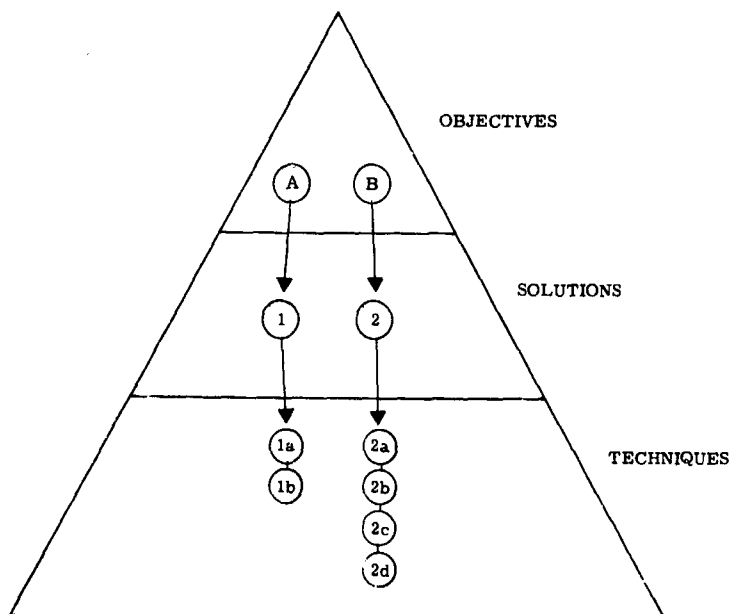 OBJECTIVES
A B
SOLUTIONS
1 2
1a 2a
TECHNIQUES
1b 2b
2c
2d